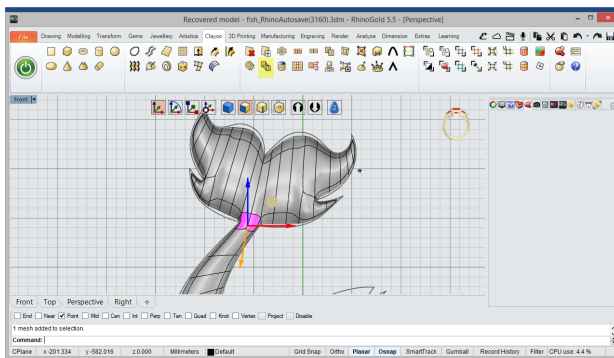 Recovered model - fish_RhinoAutosave(3160).3dm - RhinoGold 5.5 - [Perspective]
File Drawing Modelling Transform Gems Jewellery Artistics Clayoo 3D Printing Manufacturing Engraving Render Analyze Dimension Extras Learning
Front
Front Top Perspective Right
End Near Point Mid Cen Int Perp Tan Quad Knot Vertex Project Disable
1 mesh added to selection.
Command:
CPlane x -201.334 y -582.016 z 0.000 Millimeters Default Grid Snap Ortho Planar Osnap SmartTrack Gumball Record History Filter CPU use: 4.4 %